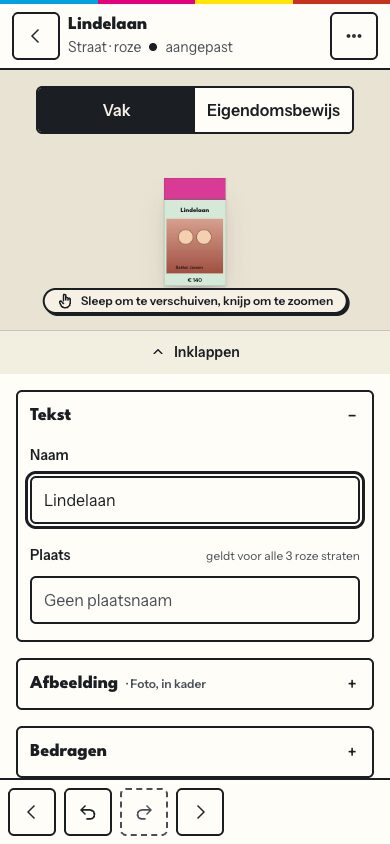 Lindelaan
Straat · roze ● aangepast
Vak
Eigendomsbewijs
Lindelaan
Bakker Jansen
€ 140
Sleep om te verschuiven, knijp om te zoomen
Inklappen
Tekst
Naam
Lindelaan
Plaats
geldt voor alle 3 roze straten
Geen plaatsnaam
Afbeelding · Foto, in kader
Bedragen